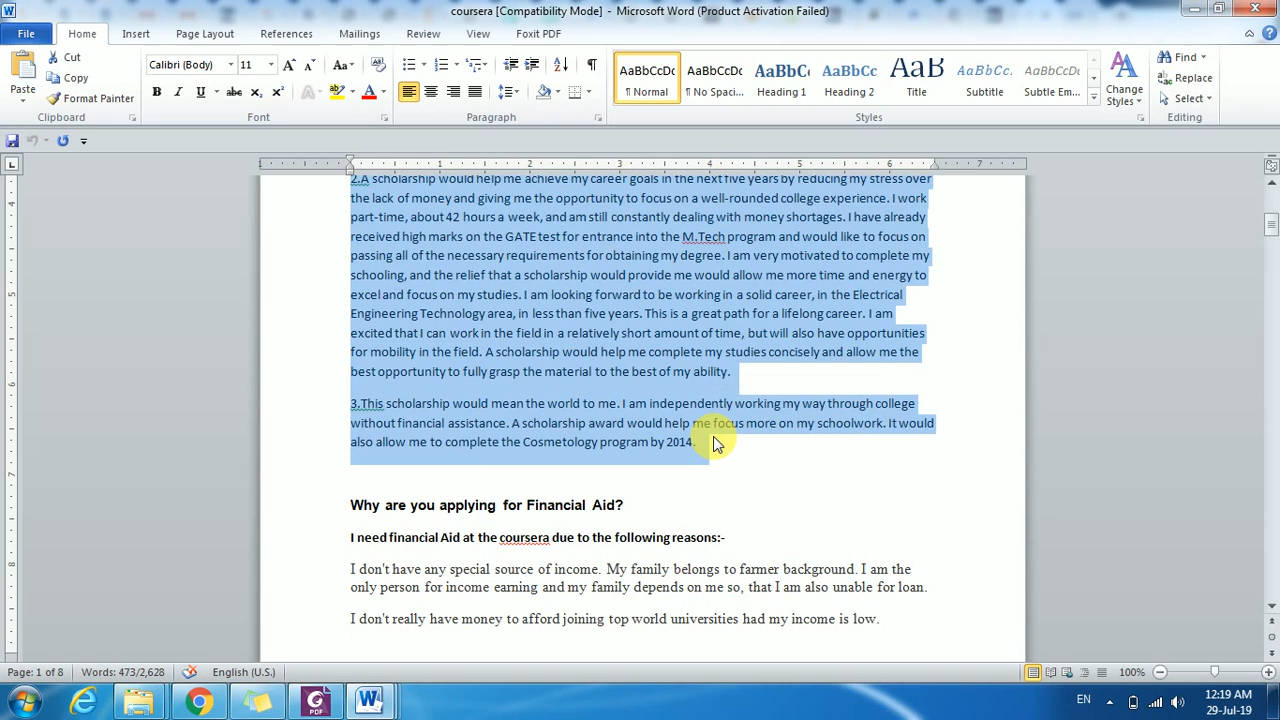 coursera [Compatibility Mode] - Microsoft Word (Product Activation Failed)
File Home Insert Page Layout References Mailings Review View Foxit PDF
Paste
Cut
Copy
Format Painter
Clipboard
Calibri (Body) 11
Font
Paragraph
AaBbCcDc AaBbCcDc AaBbC AaBbCc AaB AaBbCc. AaBbCcDc
¶ Normal ¶ No Spaci... Heading 1 Heading 2 Title Subtitle Subtle Em...
Change
Styles
Styles
Find
Replace
Select
Editing
1 1 2 3 4 5 6 7
2.A scholarship would help me achieve my career goals in the next five years by reducing my stress over
the lack of money and giving me the opportunity to focus on a well-rounded college experience. I work
part-time, about 42 hours a week, and am still constantly dealing with money shortages. I have already
received high marks on the GATE test for entrance into the M.Tech program and would like to focus on
passing all of the necessary requirements for obtaining my degree. I am very motivated to complete my
schooling, and the relief that a scholarship would provide me would allow me more time and energy to
excel and focus on my studies. I am looking forward to be working in a solid career, in the Electrical
Engineering Technology area, in less than five years. This is a great path for a lifelong career. I am
excited that I can work in the field in a relatively short amount of time, but will also have opportunities
for mobility in the field. A scholarship would help me complete my studies concisely and allow me the
best opportunity to fully grasp the material to the best of my ability.
3.This scholarship would mean the world to me. I am independently working my way through college
without financial assistance. A scholarship award would help me focus more on my schoolwork. It would
also allow me to complete the Cosmetology program by 2014.
Why are you applying for Financial Aid?
I need financial Aid at the coursera due to the following reasons:-
I don't have any special source of income. My family belongs to farmer background. I am the
only person for income earning and my family depends on me so, that I am also unable for loan.
I don't really have money to afford joining top world universities had my income is low.
4
5
6
7
8
Page: 1 of 8 Words: 473/2,628 English (U.S.) 100%
EN 12:19 AM
29-Jul-19